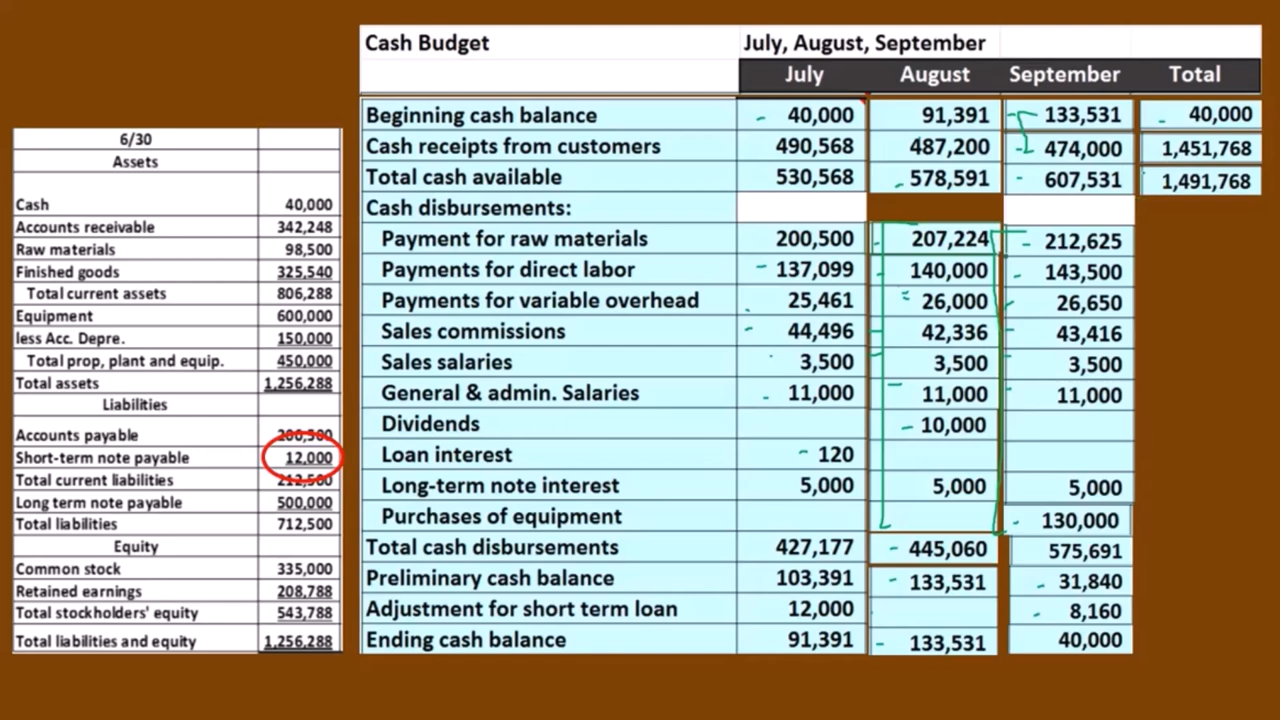 Cash Budget July, August, September
July August September Total
Beginning cash balance 40,000 91,391 133,531 40,000
Cash receipts from customers 490,568 487,200 474,000 1,451,768
Total cash available 530,568 578,591 607,531 1,491,768
Cash disbursements:
Payment for raw materials 200,500 207,224 212,625
Payments for direct labor 137,099 140,000 143,500
Payments for variable overhead 25,461 26,000 26,650
Sales commissions 44,496 42,336 43,416
Sales salaries 3,500 3,500 3,500
General & admin. Salaries 11,000 11,000 11,000
Dividends 10,000
Loan interest 120
Long-term note interest 5,000 5,000 5,000
Purchases of equipment 130,000
Total cash disbursements 427,177 445,060 575,691
Preliminary cash balance 103,391 133,531 31,840
Adjustment for short term loan 12,000 8,160
Ending cash balance 91,391 133,531 40,000
6/30
Assets
Cash 40,000
Accounts receivable 342,248
Raw materials 98,500
Finished goods 325,540
Total current assets 806,288
Equipment 600,000
less Acc. Depre. 150,000
Total prop, plant and equip. 450,000
Total assets 1,256,288
Liabilities
Accounts payable 200,500
Short-term note payable 12,000
Total current liabilities 212,500
Long term note payable 500,000
Total liabilities 712,500
Equity
Common stock 335,000
Retained earnings 208,788
Total stockholders' equity 543,788
Total liabilities and equity 1,256,288